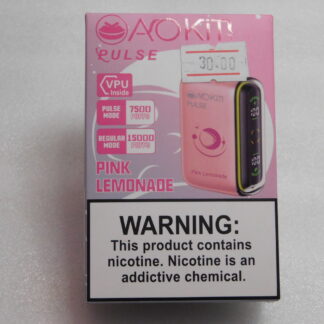 AOKIT
PULSE
30.00
VPU
Inside
PULSE
MODE
7500
PUFFS
REGULAR
MODE
15000
PUFFS
PINK
LEMONADE
AOKIT
PULSE
Pink Lemonade
WARNING:
This product contains
nicotine. Nicotine is an
addictive chemical.